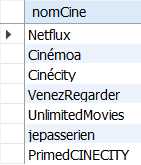 nomCine
Netflux
Cinémoa
Cinécity
VenezRegarder
UnlimitedMovies
jepasserien
PrimedCINECITY